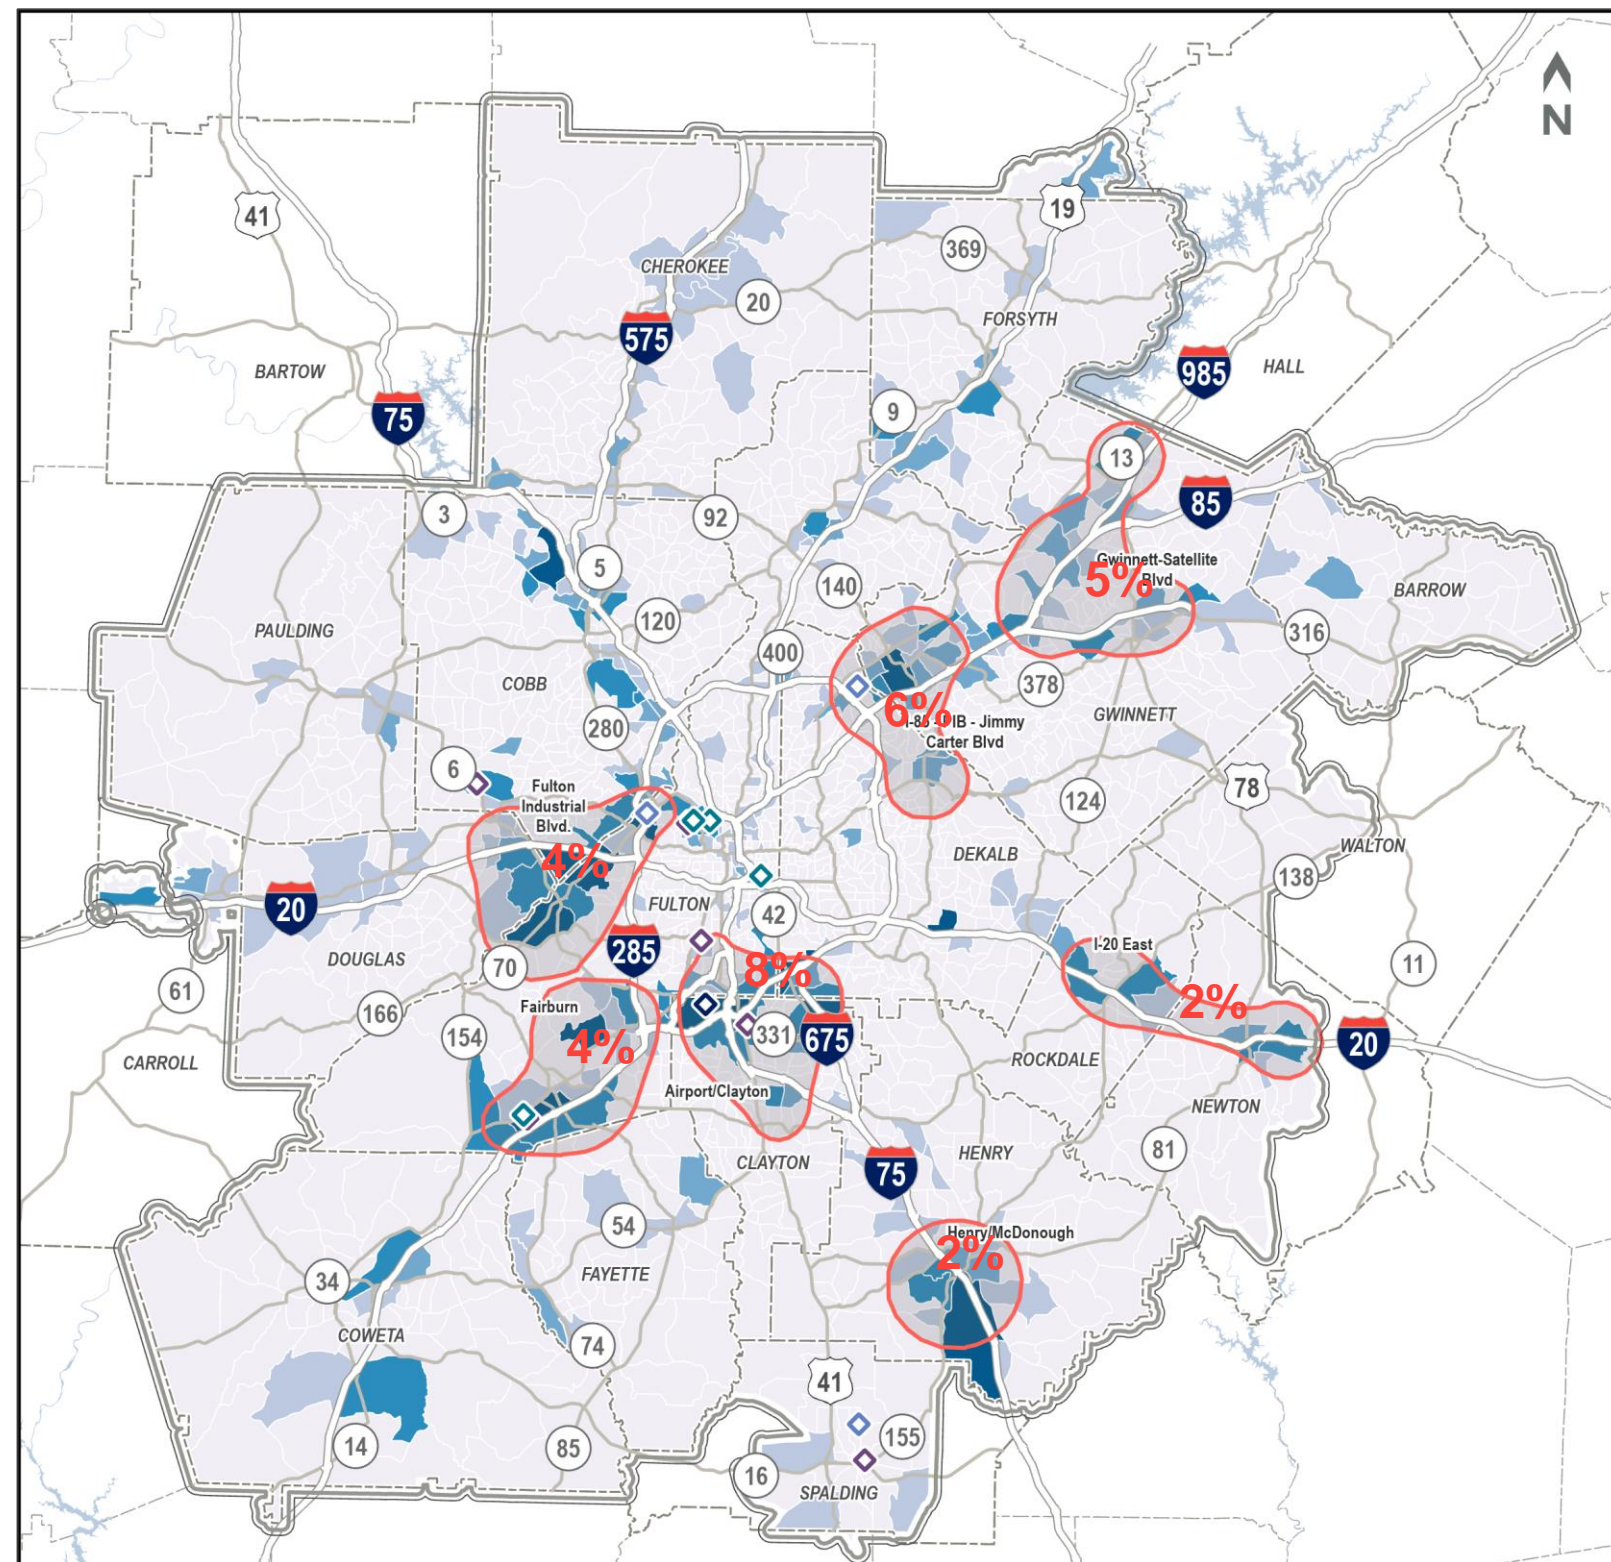 N
41
19
369
CHEROKEE
20
FORSYTH
575
HALL
985
BARTOW
75
9
13
85
3
92
Gwinnett-Satellite
Blvd
5%
5
140
BARROW
120
PAULDING
316
400
COBB
378
6%
I-85 - PIB - Jimmy
Carter Blvd
GWINNETT
280
6
78
Fulton
Industrial
Blvd.
124
WALTON
4%
DEKALB
138
20
FULTON
42
285
I-20 East
DOUGLAS
70
8%
11
61
Fairburn
2%
166
154
4%
331
675
20
CARROLL
ROCKDALE
Airport/Clayton
NEWTON
CLAYTON
HENRY
81
75
54
Henry/McDonough
2%
34
FAYETTE
COWETA
74
41
14
85
155
16
SPALDING